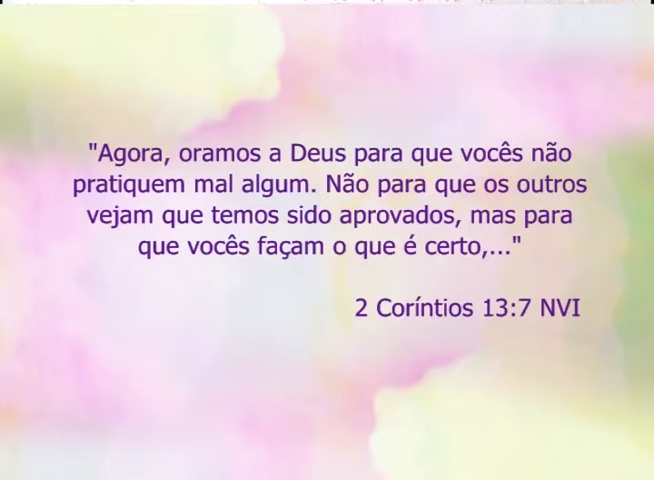 "Agora, oramos a Deus para que vocês não
pratiquem mal algum. Não para que os outros
vejam que temos sido aprovados, mas para
que vocês façam o que é certo,..."
2 Coríntios 13:7 NVI